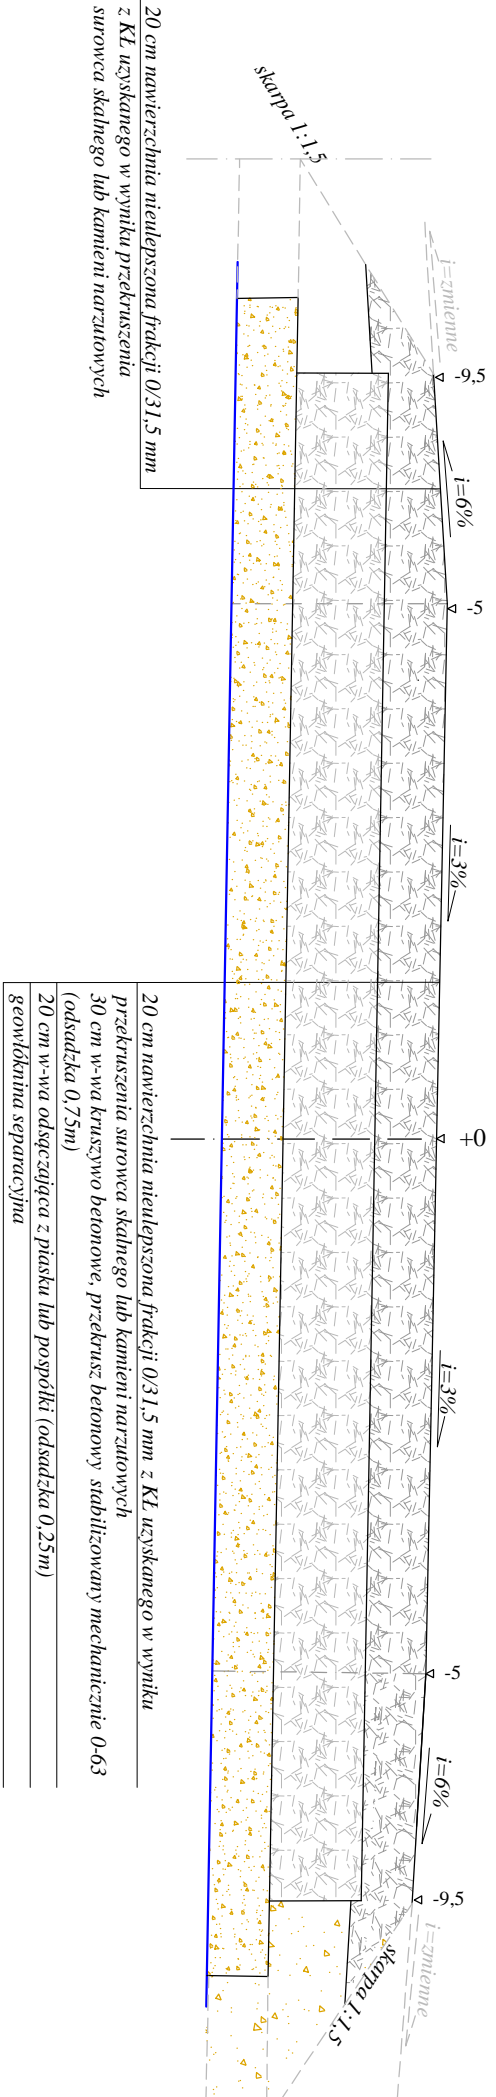 skarpa 1:1,5
i=zmienne
-9,5
i=6%
-5
i=3%
+0
i=3%
-5
i=6%
-9,5
i=zmienne
skarpa 1:1,5
20 cm nawierzchnia nieulepszona frakcji 0/31,5 mm
z KŁ uzyskanego w wyniku przekruszenia
surowca skalnego lub kamieni narzutowych
20 cm nawierzchnia nieulepszona frakcji 0/31,5 mm z KŁ uzyskanego w wyniku
przekruszenia surowca skalnego lub kamieni narzutowych
30 cm w-wa kruszywo betonowe, przekrusz betonowy stabilizowany mechanicznie 0-63
(odsadzka 0,75m)
20 cm w-wa odsączająca z piasku lub pospółki (odsadzka 0,25m)
geowłóknina separacyjna